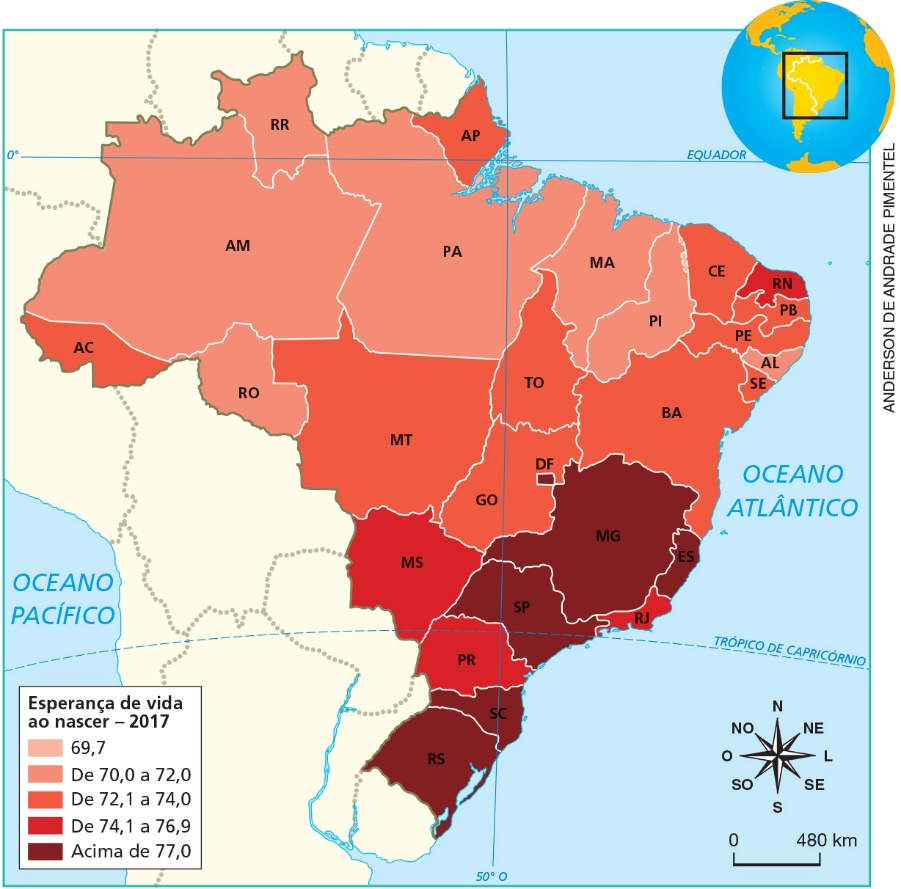 EQUADOR
0°
RR
AP
AM
PA
MA
CE
RN
PI
PB
PE
AC
AL
RO
TO
SE
BA
MT
DF
GO
OCEANO
ATLÂNTICO
MG
ES
MS
OCEANO
PACÍFICO
SP
RJ
TRÓPICO DE CAPRICÓRNIO
PR
SC
RS
Esperança de vida
ao nascer – 2017
69,7
De 70,0 a 72,0
De 72,1 a 74,0
De 74,1 a 76,9
Acima de 77,0
N
NO NE
O L
SO SE
S
0 480 km
50° O
ANDERSON DE ANDRADE PIMENTEL